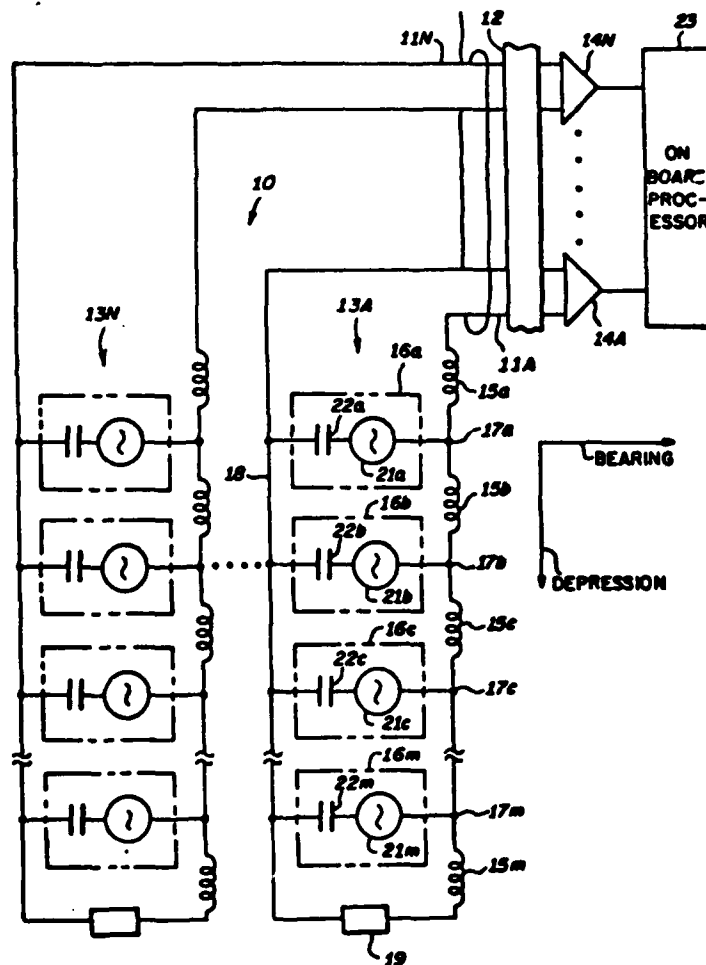 12
14N
23
11N
ON
BOARD
PROC-
ESSOR
10
13N
13A
14A
11A
16a
15a
22a
17a
21a
18
BEARING
16b
15b
22b
17b
21b
DEPRESSION
16c
15c
22c
17c
21c
16m
22m
17m
21m
15m
19